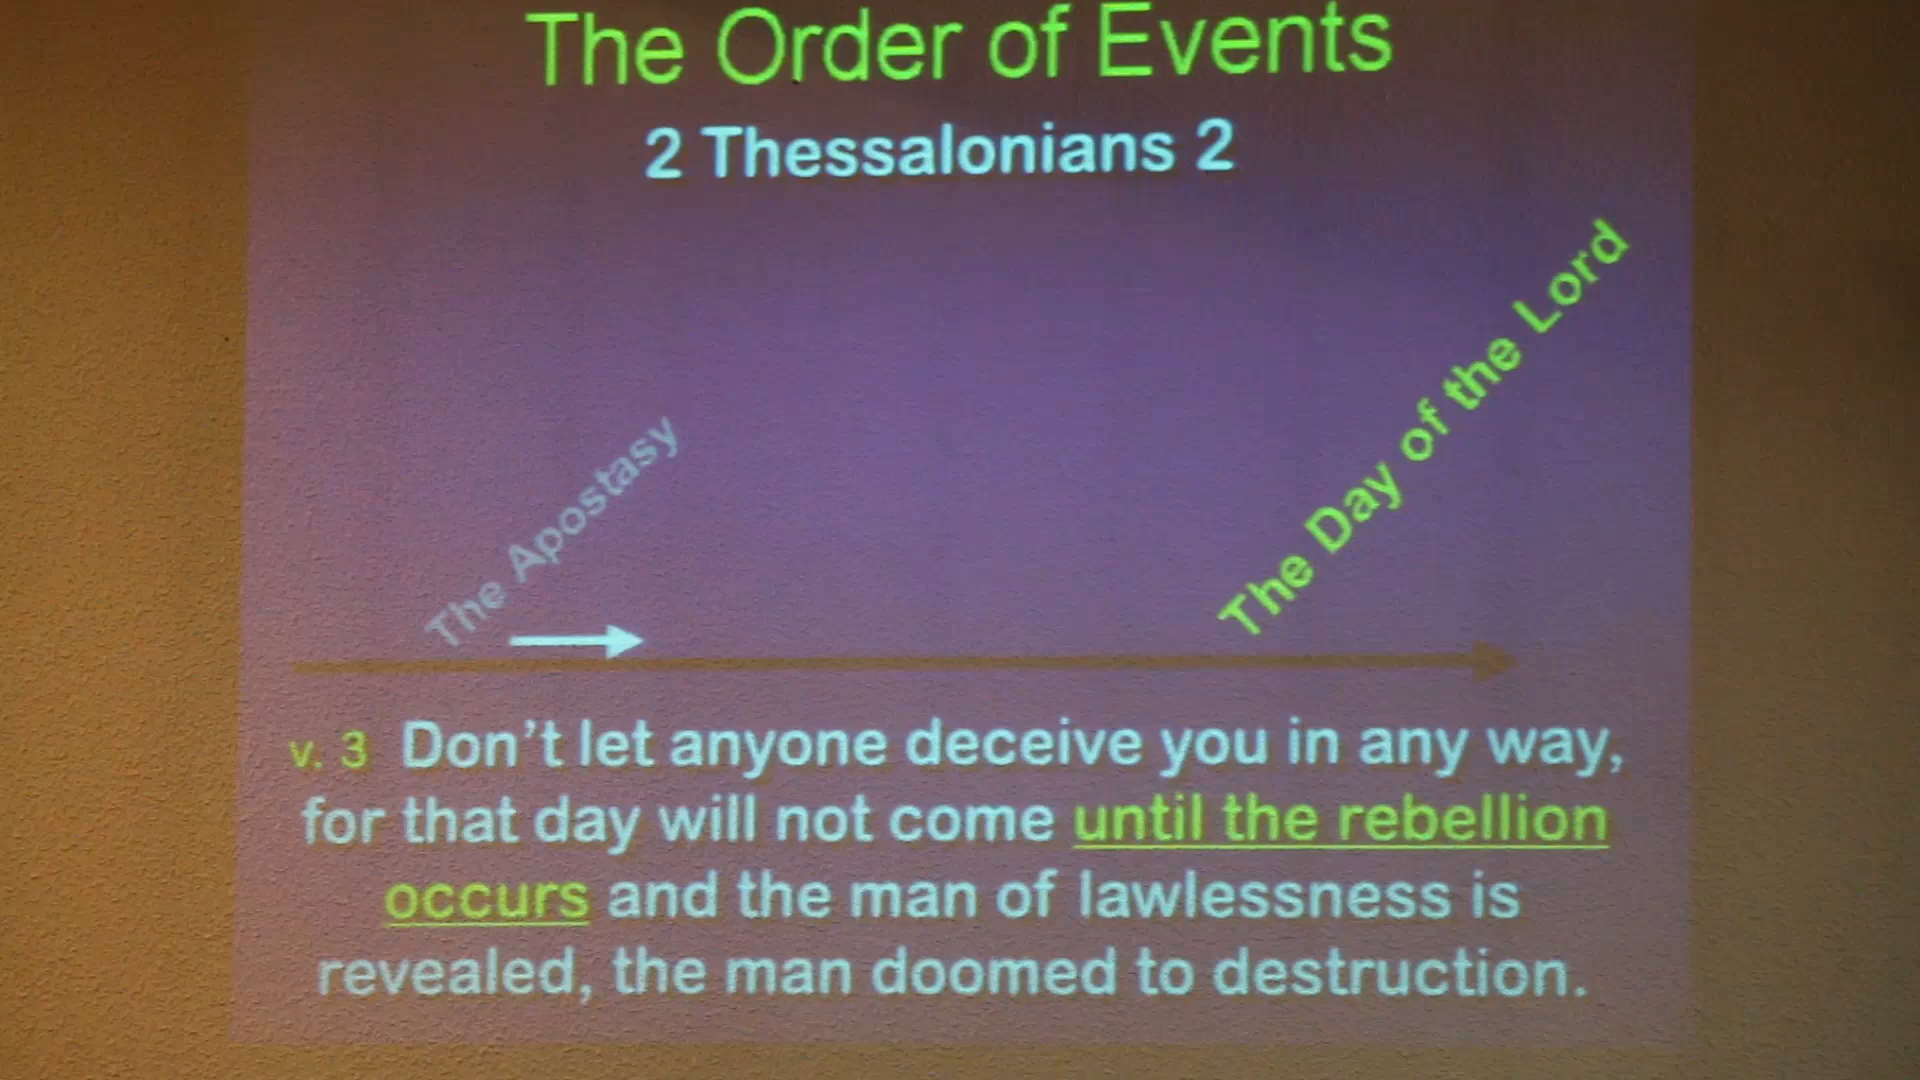 The Order of Events
2 Thessalonians 2
The Day of the Lord
The Apostasy
v. 3 Don't let anyone deceive you in any way,
for that day will not come until the rebellion
occurs and the man of lawlessness is
revealed, the man doomed to destruction.